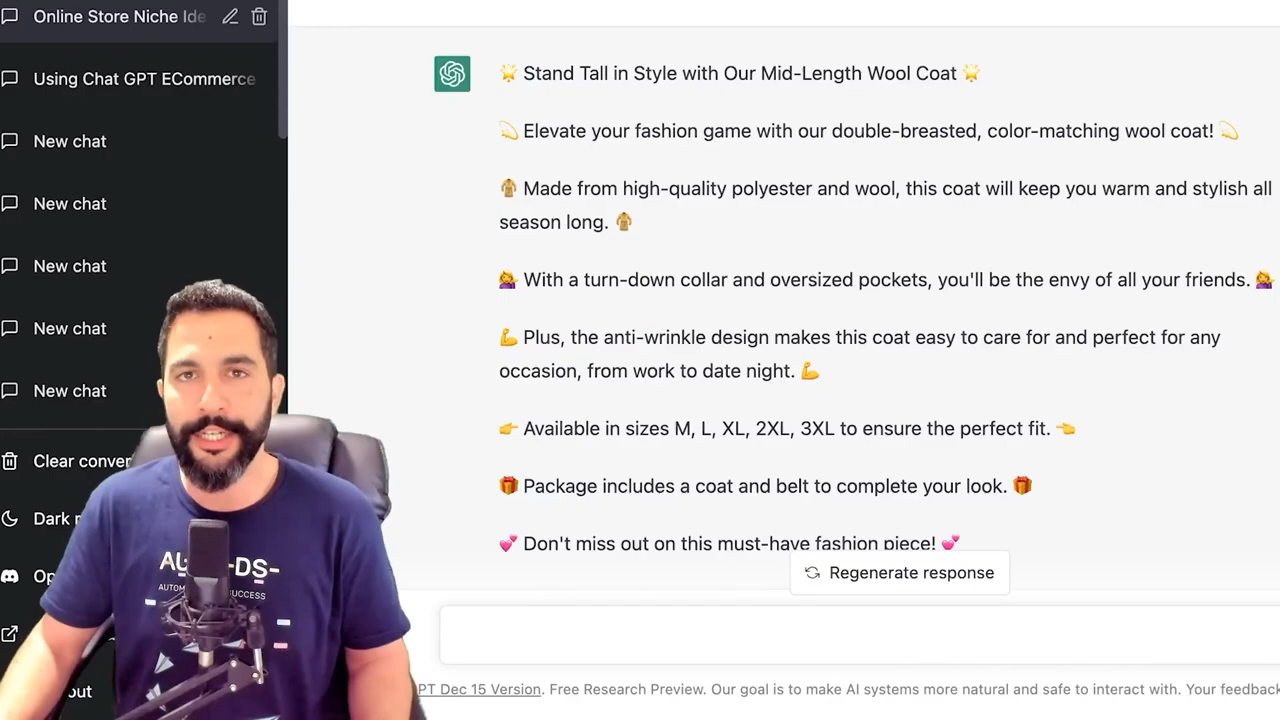 Online Store Niche Ide
Using Chat GPT ECommerce
New chat
New chat
New chat
New chat
New chat
Clear conver
Dark
Op
out
🌟 Stand Tall in Style with Our Mid-Length Wool Coat 🌟
💫 Elevate your fashion game with our double-breasted, color-matching wool coat! 💫
🧥 Made from high-quality polyester and wool, this coat will keep you warm and stylish all
season long. 🧥
💁‍♀️ With a turn-down collar and oversized pockets, you'll be the envy of all your friends. 💁‍♀️
💪 Plus, the anti-wrinkle design makes this coat easy to care for and perfect for any
occasion, from work to date night. 💪
👉 Available in sizes M, L, XL, 2XL, 3XL to ensure the perfect fit. 👈
🎁 Package includes a coat and belt to complete your look. 🎁
💕 Don't miss out on this must-have fashion piece! 💕
Regenerate response
PT Dec 15 Version. Free Research Preview. Our goal is to make AI systems more natural and safe to interact with. Your feedback
AU -DS-
AUTOM SUCCESS